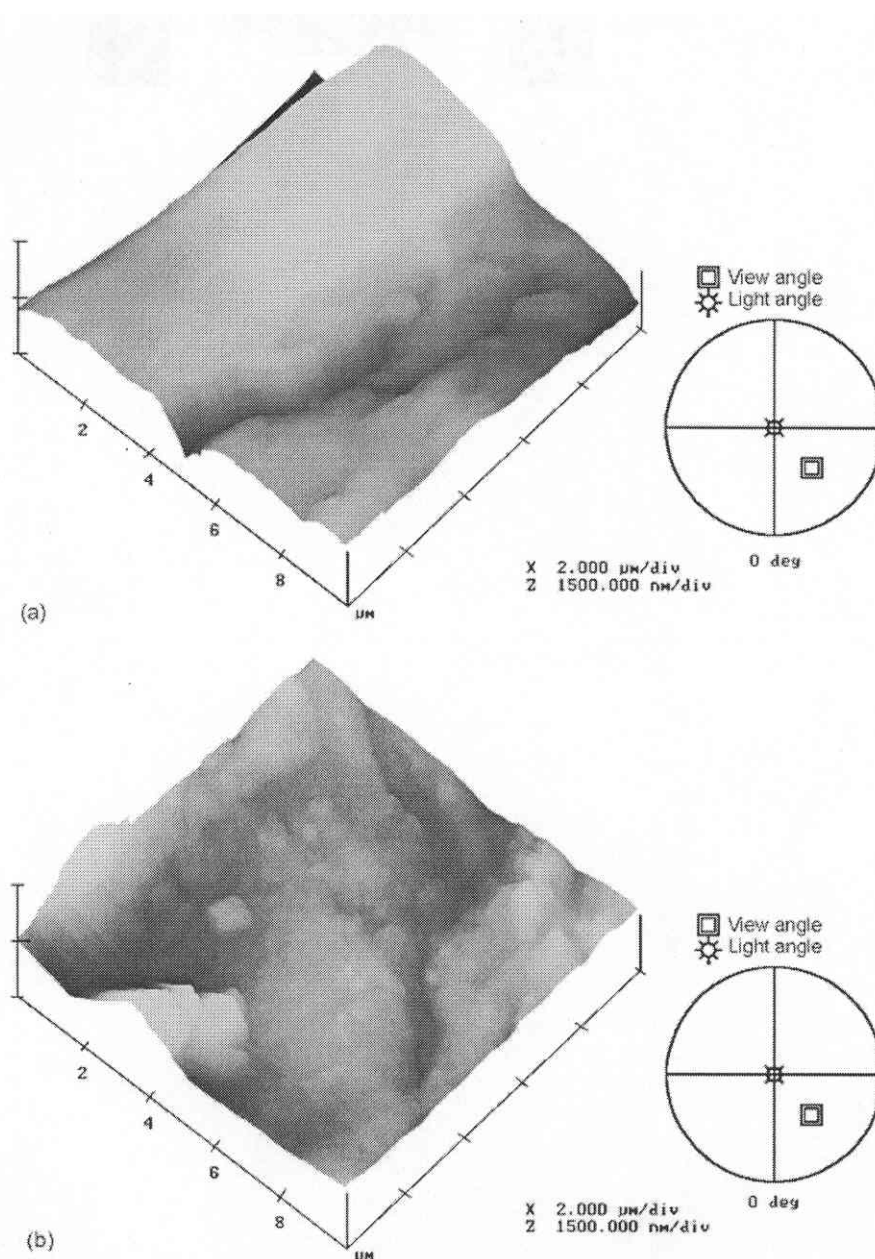 View angle
Light angle
2
4
6
8
µM
0 deg
X 2.000 µM/div
Z 1500.000 nM/div
(a)
View angle
Light angle
2
4
6
8
µM
0 deg
X 2.000 µM/div
Z 1500.000 nM/div
(b)